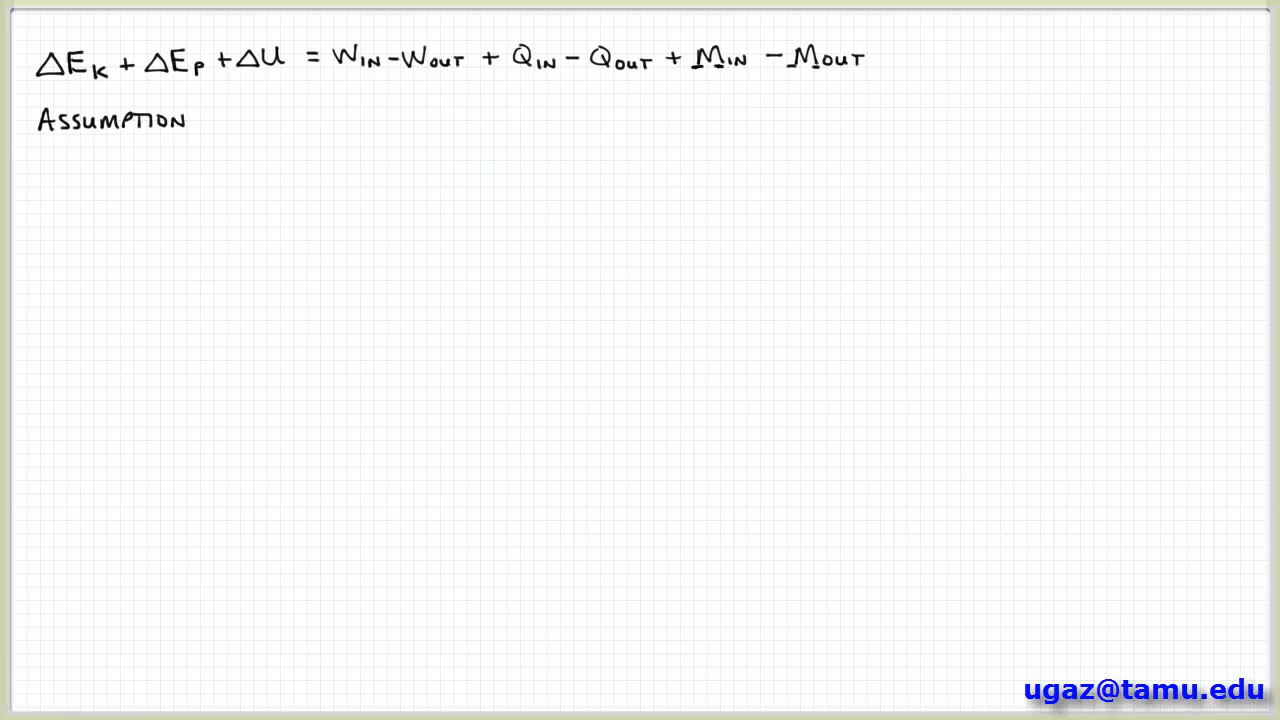 ΔE_K + ΔE_P + ΔU = W_IN - W_OUT + Q_IN - Q_OUT + M_IN - M_OUT
ASSUMPTION
ugaz@tamu.edu